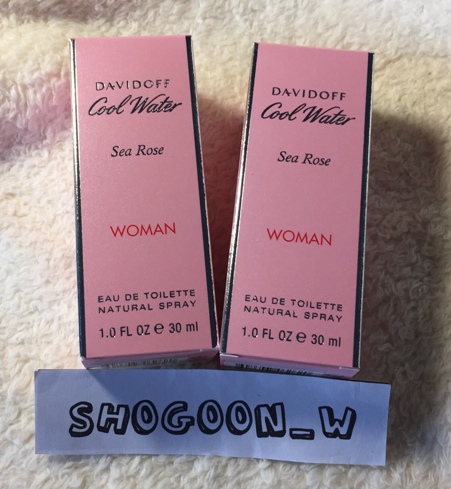 DAVIDOFF
Cool Water
Sea Rose
WOMAN
EAU DE TOILETTE
NATURAL SPRAY
1.0 FL OZ e 30 ml
DAVIDOFF
Cool Water
Sea Rose
WOMAN
EAU DE TOILETTE
NATURAL SPRAY
1.0 FL OZ e 30 ml
SHOGOON_W